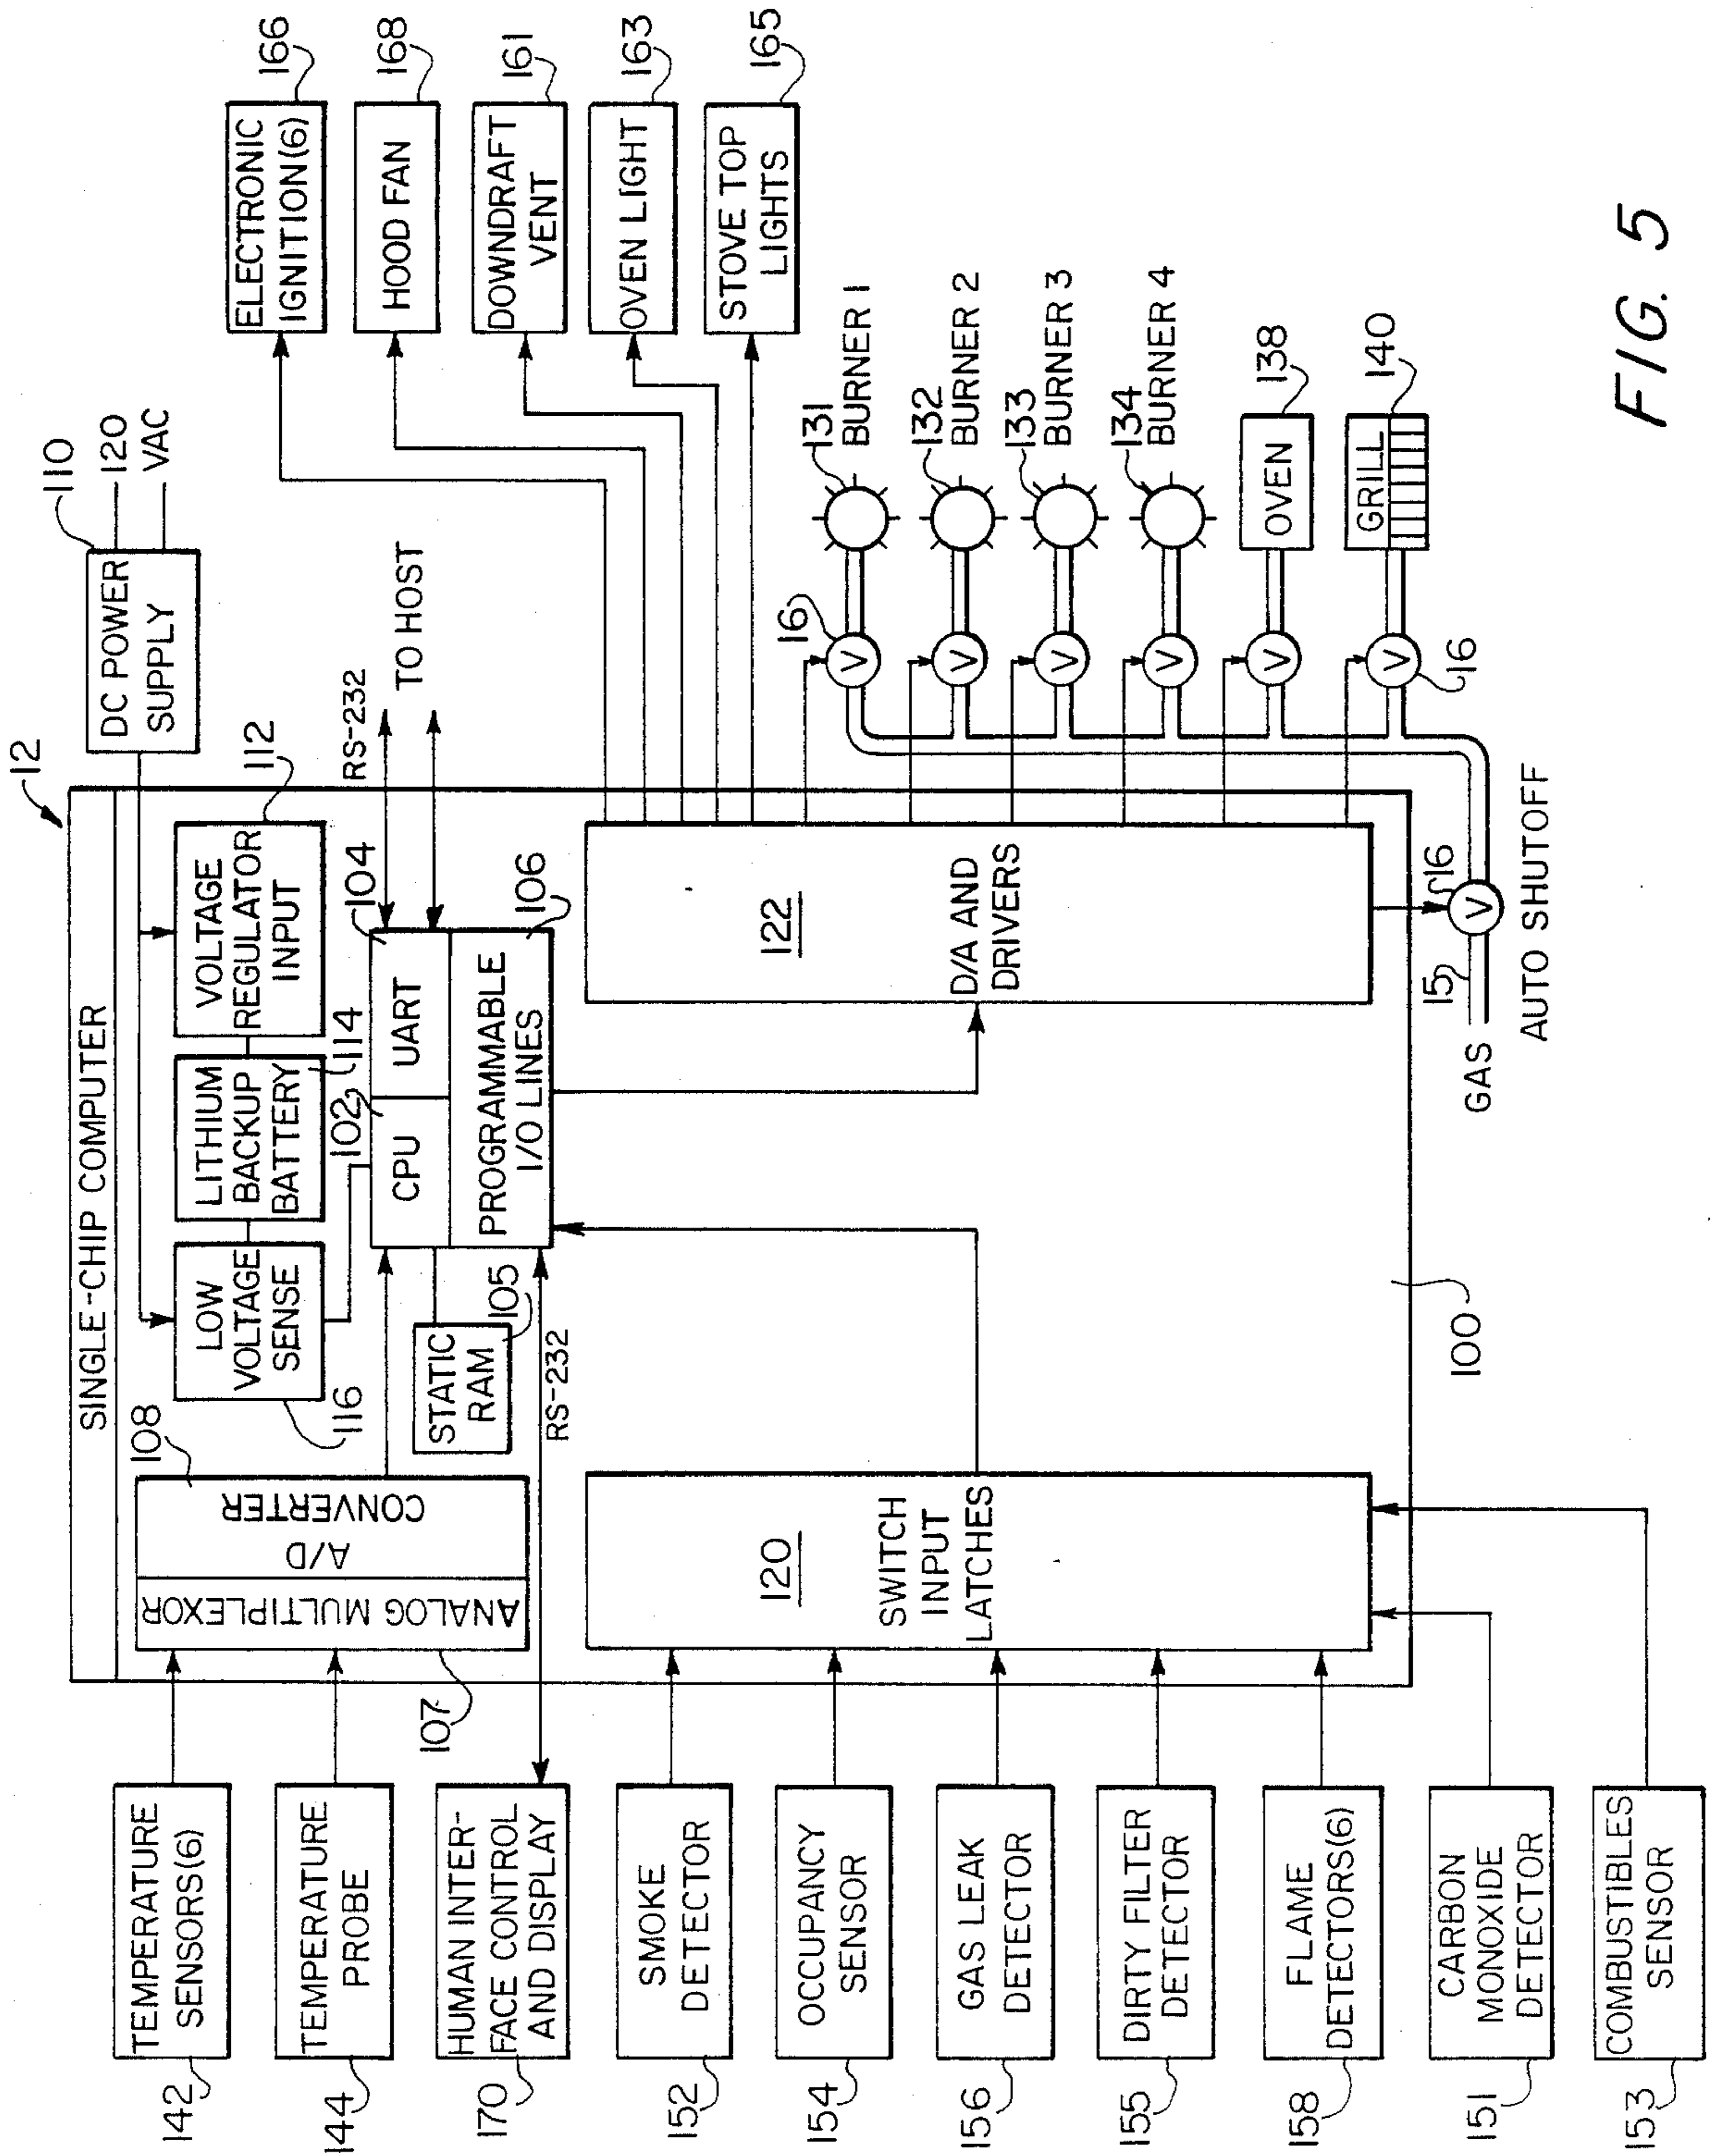 12
110
DC POWER
SUPPLY
120
VAC
SINGLE-CHIP COMPUTER
142
TEMPERATURE
SENSORS(6)
144
TEMPERATURE
PROBE
170
HUMAN INTER-
FACE CONTROL
AND DISPLAY
152
SMOKE
DETECTOR
154
OCCUPANCY
SENSOR
156
GAS LEAK
DETECTOR
155
DIRTY FILTER
DETECTOR
158
FLAME
DETECTORS(6)
151
CARBON
MONOXIDE
DETECTOR
153
COMBUSTIBLES
SENSOR
107
ANALOG MULTIPLEXOR
A/D
CONVERTER
108
116
LOW
VOLTAGE
SENSE
LITHIUM
BACKUP
BATTERY
114
VOLTAGE
REGULATOR
INPUT
112
STATIC
RAM
105
RS-232
102
CPU
UART
104
PROGRAMMABLE
I/O LINES
106
RS-232
TO HOST
120
SWITCH
INPUT
LATCHES
122
D/A AND
DRIVERS
100
ELECTRONIC
IGNITION(6)
166
HOOD FAN
168
DOWNDRAFT
VENT
161
OVEN LIGHT
163
STOVE TOP
LIGHTS
165
16
V
131
BURNER 1
V
132
BURNER 2
V
133
BURNER 3
V
134
BURNER 4
V
OVEN
138
V
16
GRILL
140
GAS
15
V
16
AUTO SHUTOFF
FIG. 5